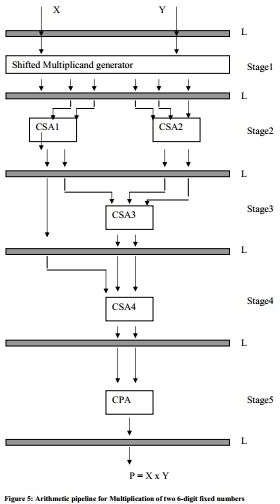 X Y
L
Shifted Multiplicand generator
Stage1
L
CSA1 CSA2
Stage2
L
CSA3
Stage3
L
CSA4
Stage4
L
CPA
Stage5
L
P = X x Y
Figure 5: Arithmetic pipeline for Multiplication of two 6-digit fixed numbers